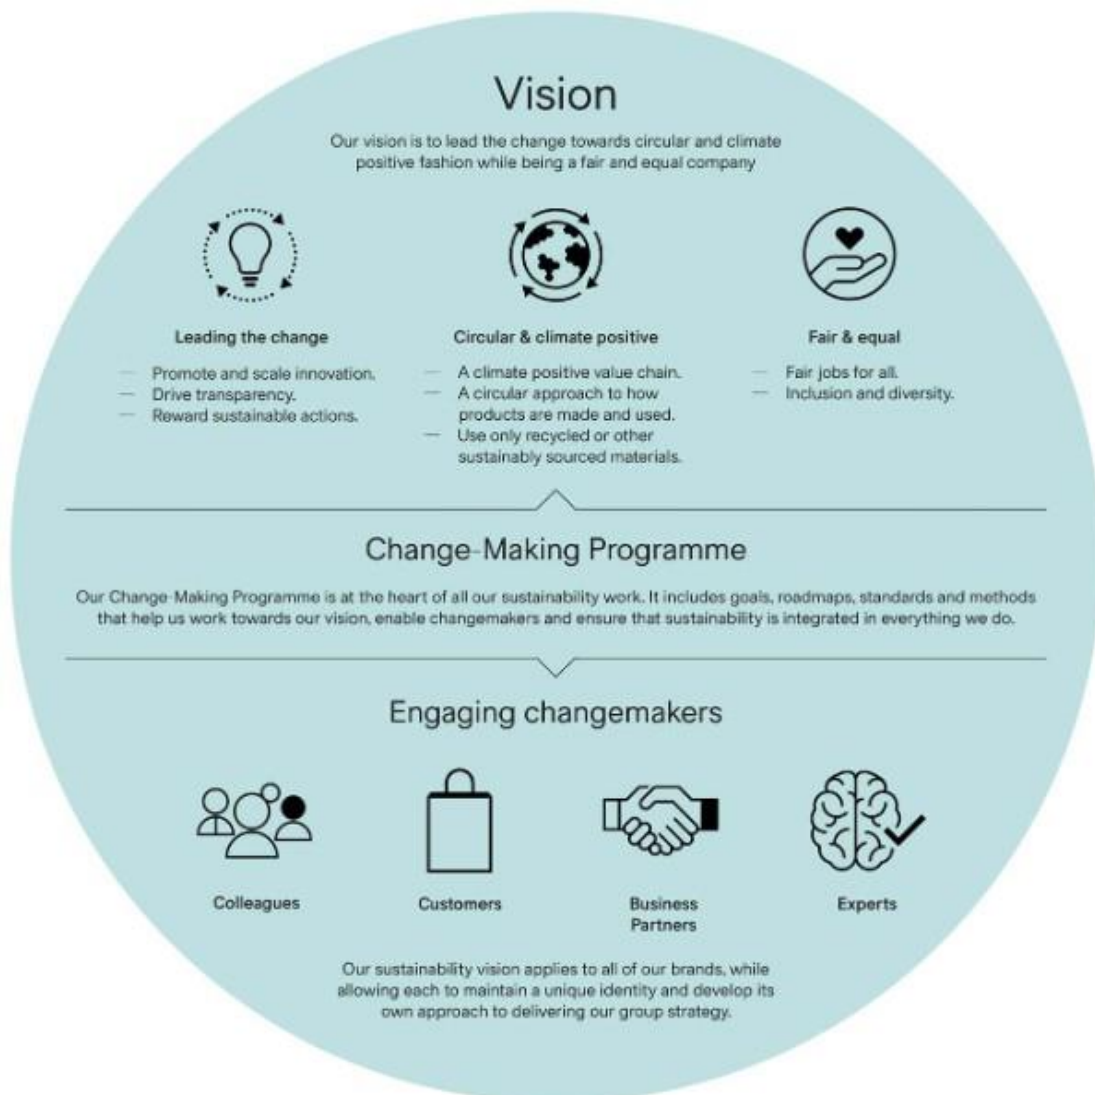 Vision
Our vision is to lead the change towards circular and climate
positive fashion while being a fair and equal company
Leading the change
— Promote and scale innovation.
— Drive transparency.
— Reward sustainable actions.
Circular & climate positive
— A climate positive value chain.
— A circular approach to how
products are made and used.
— Use only recycled or other
sustainably sourced materials.
Fair & equal
— Fair jobs for all.
— Inclusion and diversity.
Change-Making Programme
Our Change-Making Programme is at the heart of all our sustainability work. It includes goals, roadmaps, standards and methods
that help us work towards our vision, enable changemakers and ensure that sustainability is integrated in everything we do.
Engaging changemakers
Colleagues
Customers
Business
Partners
Experts
Our sustainability vision applies to all of our brands, while
allowing each to maintain a unique identity and develop its
own approach to delivering our group strategy.